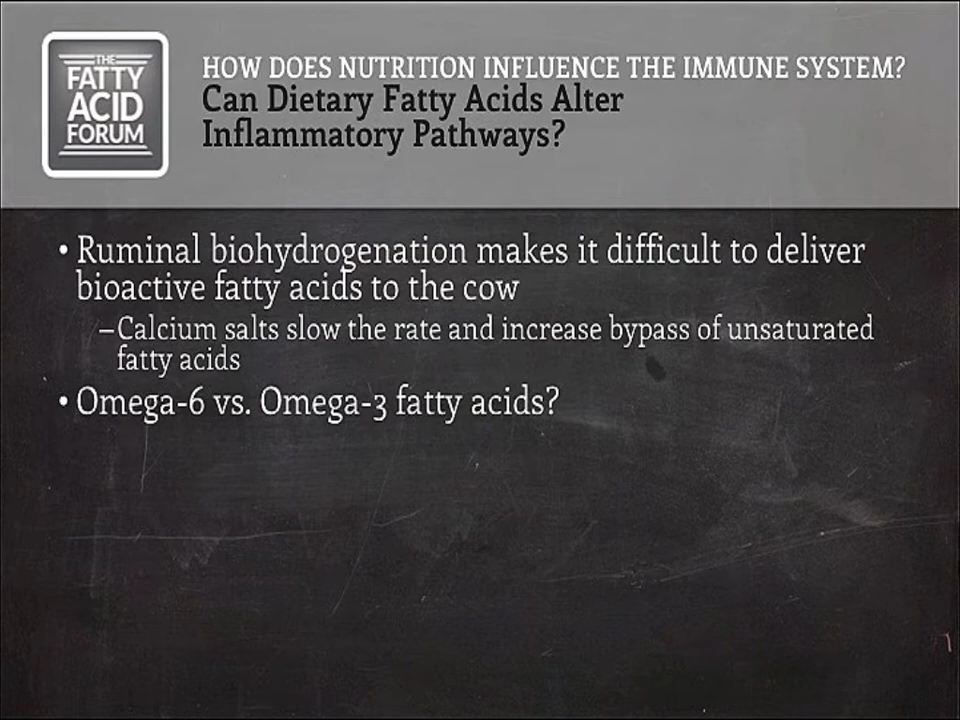 THE
FATTY
ACID
FORUM
HOW DOES NUTRITION INFLUENCE THE IMMUNE SYSTEM?
Can Dietary Fatty Acids Alter
Inflammatory Pathways?
• Ruminal biohydrogenation makes it difficult to deliver
bioactive fatty acids to the cow
–Calcium salts slow the rate and increase bypass of unsaturated
fatty acids
• Omega-6 vs. Omega-3 fatty acids?